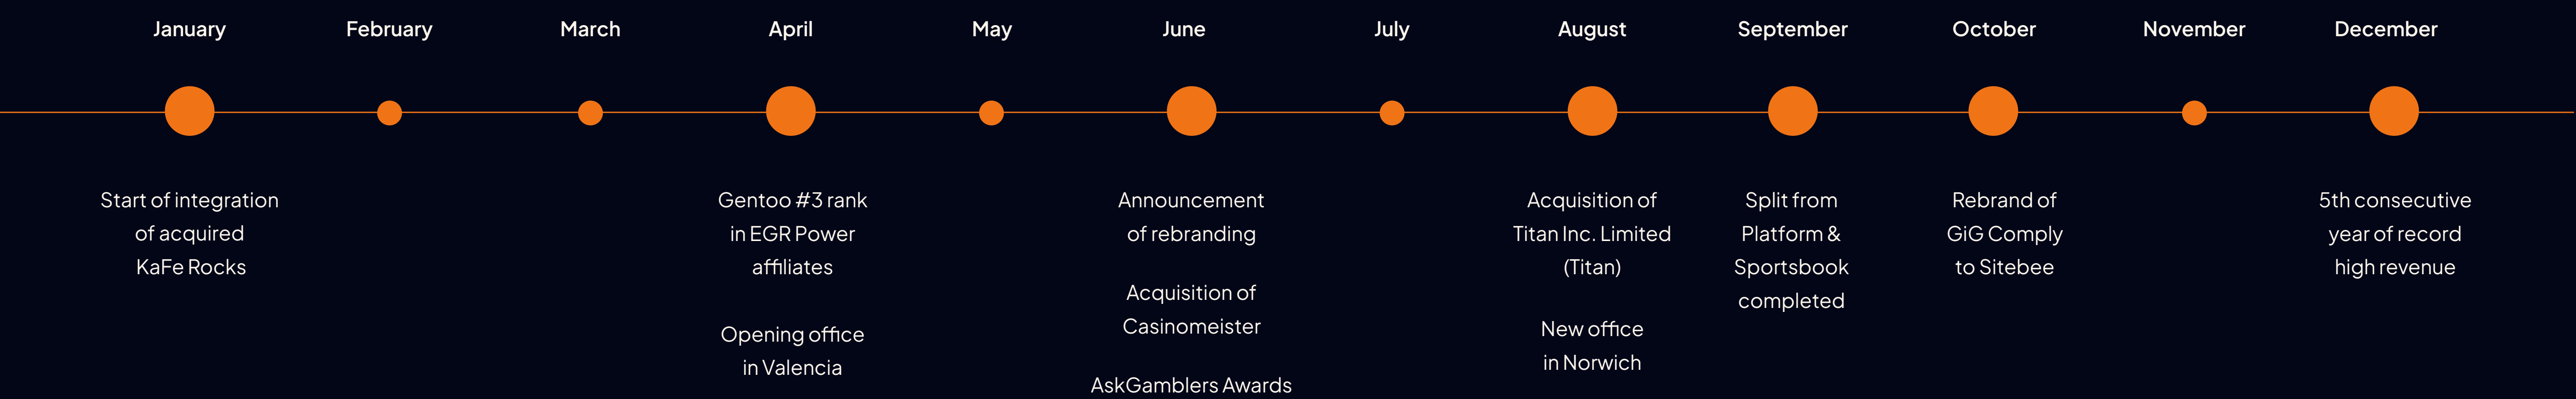 January
February
March
April
May
June
July
August
September
October
November
December
Start of integration
of acquired
KaFe Rocks
Gentoo #3 rank
in EGR Power
affiliates
Opening office
in Valencia
Announcement
of rebranding
Acquisition of
Casinomeister
AskGamblers Awards
Acquisition of
Titan Inc. Limited
(Titan)
New office
in Norwich
Split from
Platform &
Sportsbook
completed
Rebrand of
GiG Comply
to Sitebee
5th consecutive
year of record
high revenue